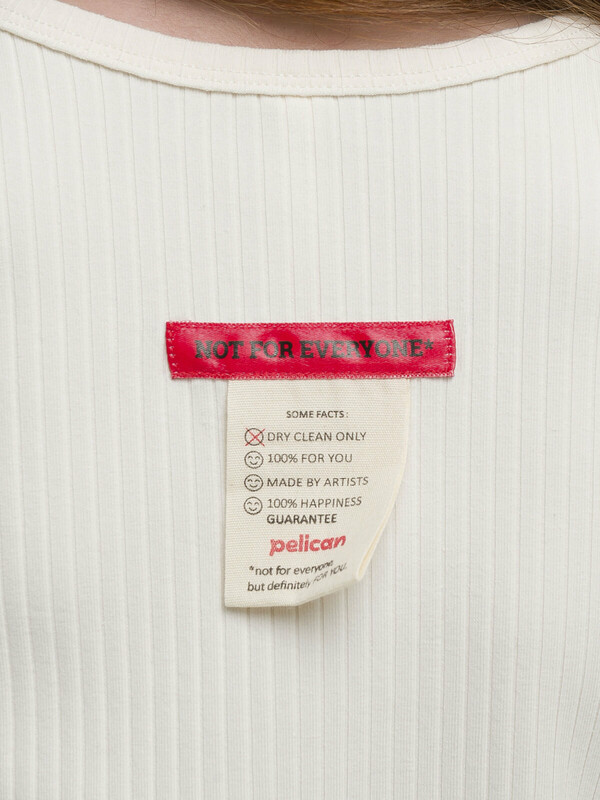 NOT FOR EVERYONE*
SOME FACTS:
DRY CLEAN ONLY
100% FOR YOU
MADE BY ARTISTS
100% HAPPINESS
GUARANTEE
pelican
*not for everyone,
but definitely FOR YOU.